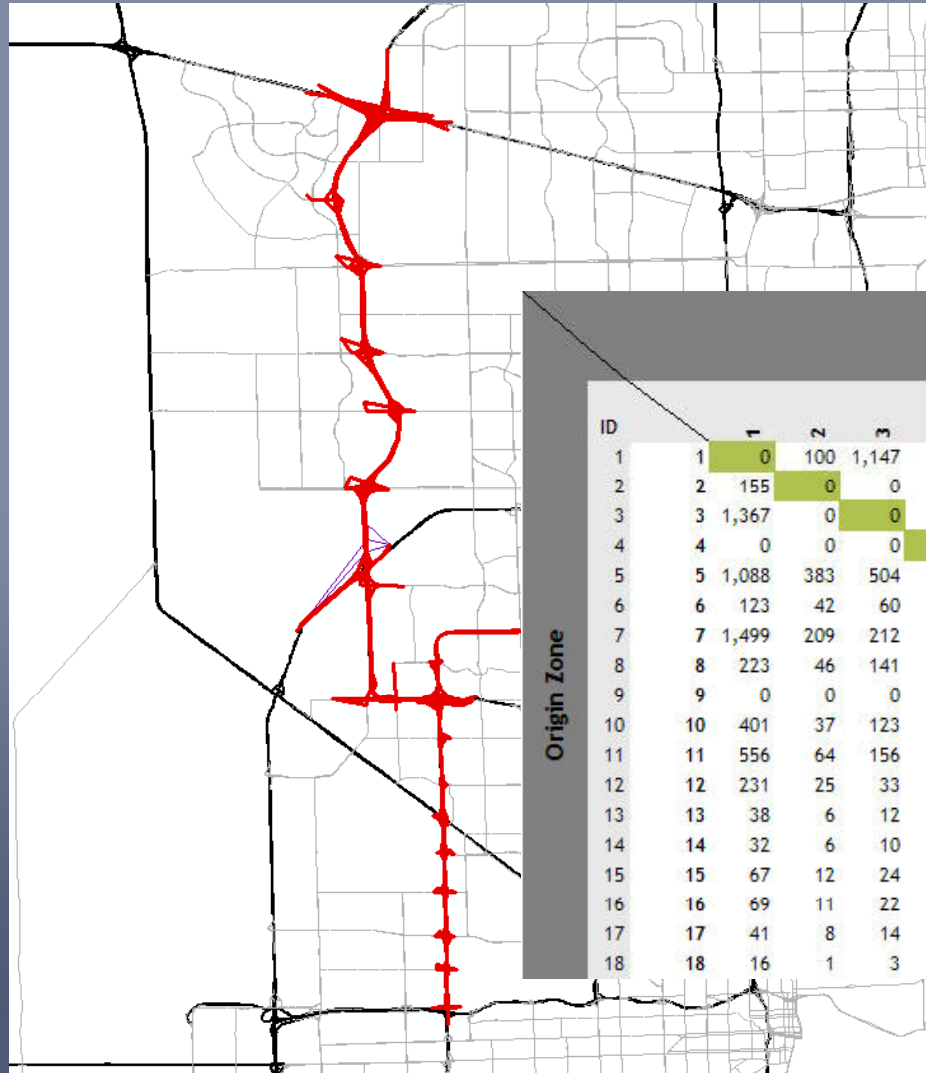 ID 1 2 3
1 1 0 100 1,147
2 2 155 0 0
3 3 1,367 0 0
4 4 0 0 0
5 5 1,088 383 504
6 6 123 42 60
7 7 1,499 209 212
8 8 223 46 141
9 9 0 0 0
10 10 401 37 123
11 11 556 64 156
12 12 231 25 33
13 13 38 6 12
14 14 32 6 10
15 15 67 12 24
16 16 69 11 22
17 17 41 8 14
18 18 16 1 3
Origin Zone